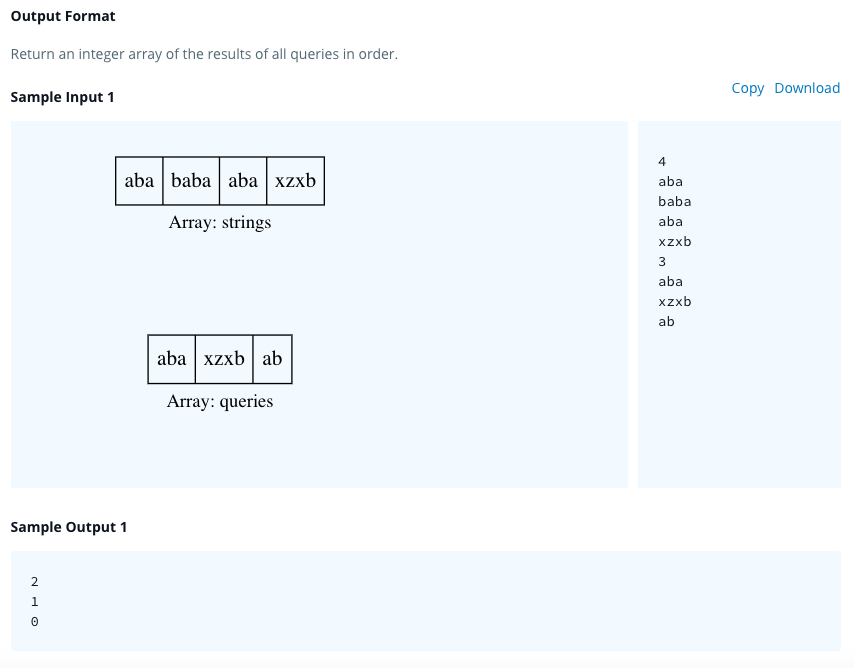 Output Format
Return an integer array of the results of all queries in order.
Sample Input 1
Copy Download
aba baba aba xzxb
Array: strings
aba xzxb ab
Array: queries
4
aba
baba
aba
xzxb
3
aba
xzxb
ab
Sample Output 1
2
1
0